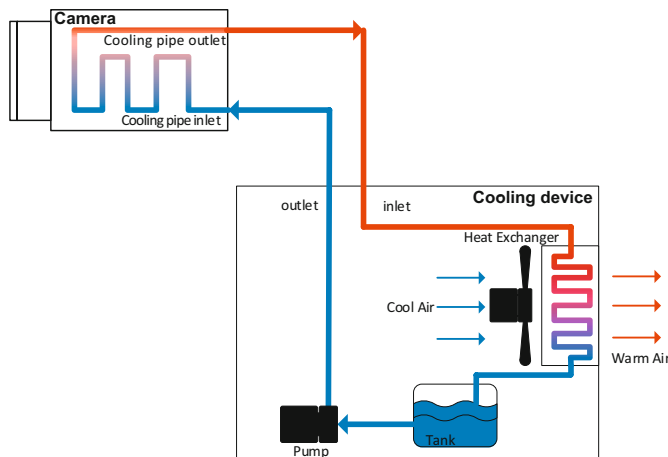 Camera
Cooling pipe outlet
Cooling pipe inlet
Cooling device
outlet
inlet
Heat Exchanger
Cool Air
Warm Air
Tank
Pump